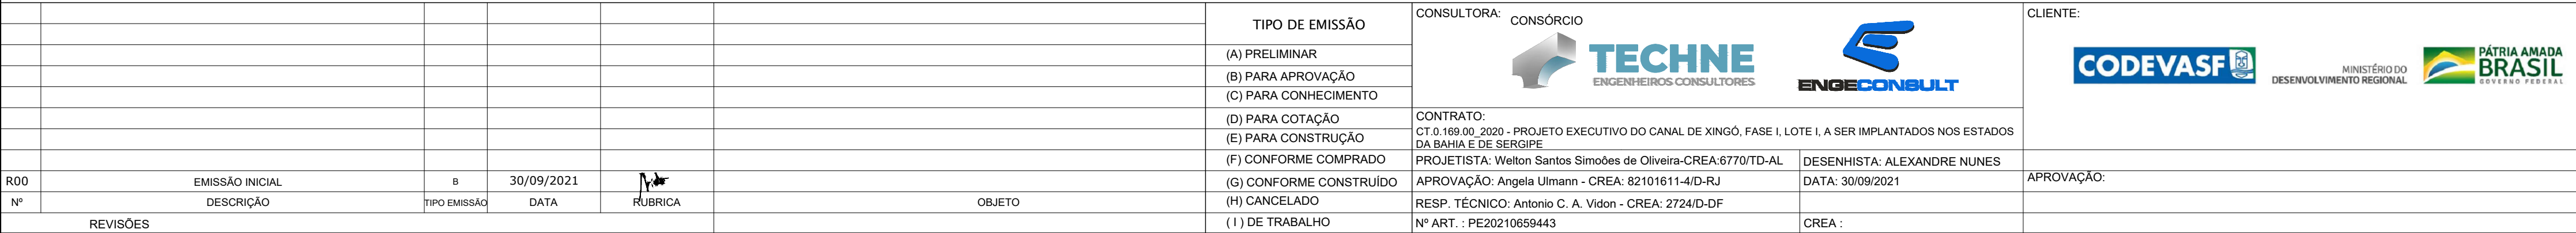 R00 EMISSÃO INICIAL B 30/09/2021
Nº DESCRIÇÃO TIPO EMISSÃO DATA RUBRICA OBJETO
REVISÕES
TIPO DE EMISSÃO
(A) PRELIMINAR
(B) PARA APROVAÇÃO
(C) PARA CONHECIMENTO
(D) PARA COTAÇÃO
(E) PARA CONSTRUÇÃO
(F) CONFORME COMPRADO
(G) CONFORME CONSTRUÍDO
(H) CANCELADO
( I ) DE TRABALHO
CONSULTORA: CONSÓRCIO
TECHNE
ENGENHEIROS CONSULTORES
ENGECONSULT
CONTRATO:
CT.0.169.00_2020 - PROJETO EXECUTIVO DO CANAL DE XINGÓ, FASE I, LOTE I, A SER IMPLANTADOS NOS ESTADOS
DA BAHIA E DE SERGIPE
PROJETISTA: Welton Santos Simoôes de Oliveira-CREA:6770/TD-AL DESENHISTA: ALEXANDRE NUNES
APROVAÇÃO: Angela Ulmann - CREA: 82101611-4/D-RJ DATA: 30/09/2021
RESP. TÉCNICO: Antonio C. A. Vidon - CREA: 2724/D-DF
Nº ART. : PE20210659443 CREA :
CLIENTE:
CODEVASF
MINISTÉRIO DO
DESENVOLVIMENTO REGIONAL
PÁTRIA AMADA
BRASIL
GOVERNO FEDERAL
APROVAÇÃO: